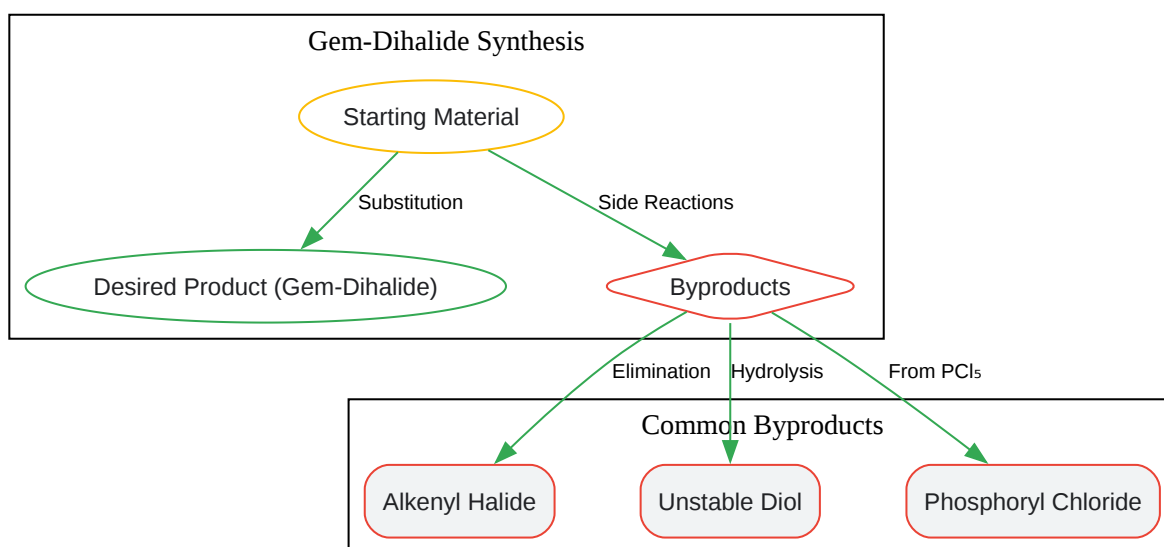 Gem-Dihalide Synthesis
Starting Material
Substitution
Side Reactions
Desired Product (Gem-Dihalide)
Byproducts
Elimination
Hydrolysis
From PCl₅
Common Byproducts
Alkenyl Halide
Unstable Diol
Phosphoryl Chloride